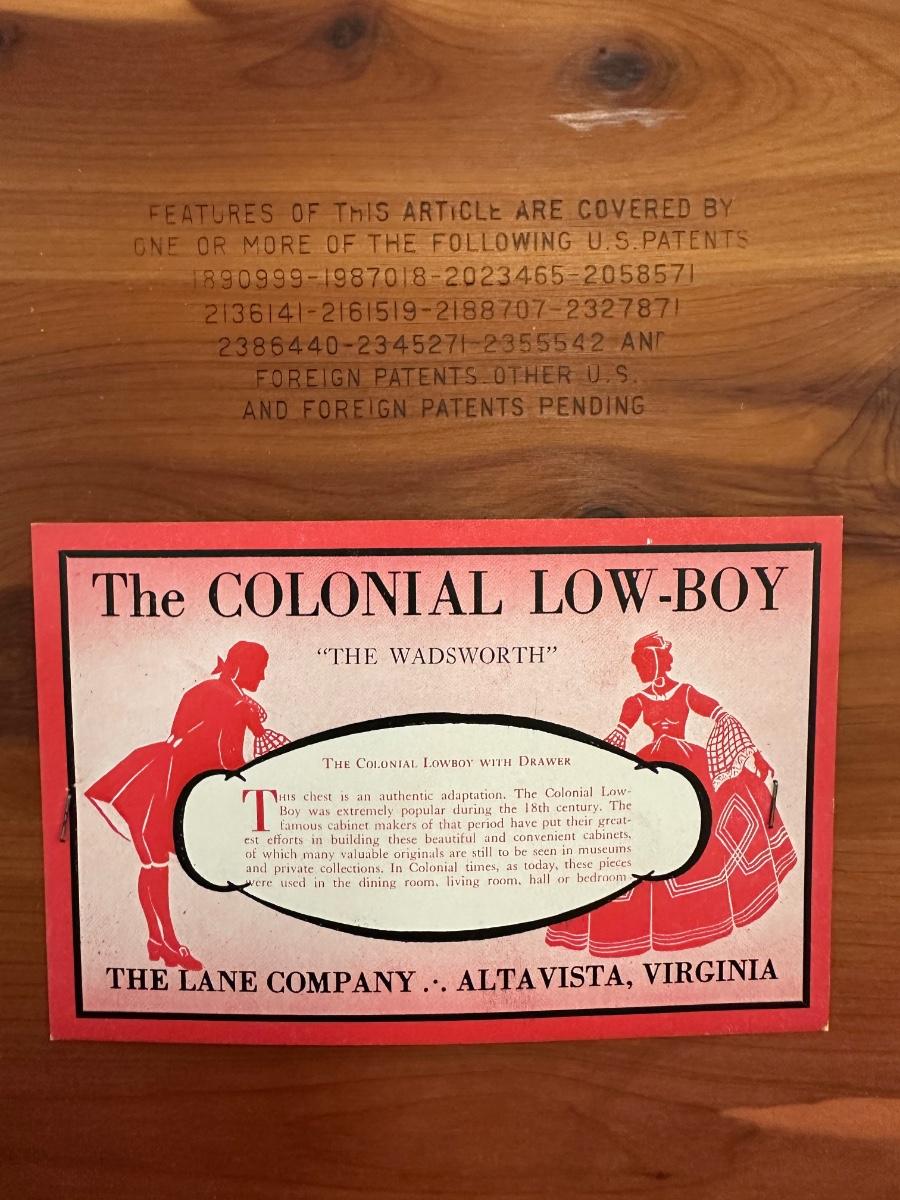 FEATURES OF THIS ARTICLE ARE COVERED BY
ONE OR MORE OF THE FOLLOWING U.S.PATENTS
1890999-1987018-2023465-2058571
2136141-2161519-2188707-2327871
2386440-2345271-2355542 AND
FOREIGN PATENTS.OTHER U.S.
AND FOREIGN PATENTS PENDING
The COLONIAL LOW-BOY
"THE WADSWORTH"
THE COLONIAL LOWBOY WITH DRAWER
THIS chest is an authentic adaptation. The Colonial Low-
Boy was extremely popular during the 18th century. The
famous cabinet makers of that period have put their great-
est efforts in building these beautiful and convenient cabinets,
of which many valuable originals are still to be seen in museums
and private collections. In Colonial times, as today, these pieces
were used in the dining room, living room, hall or bedroom.
THE LANE COMPANY .·. ALTAVISTA, VIRGINIA